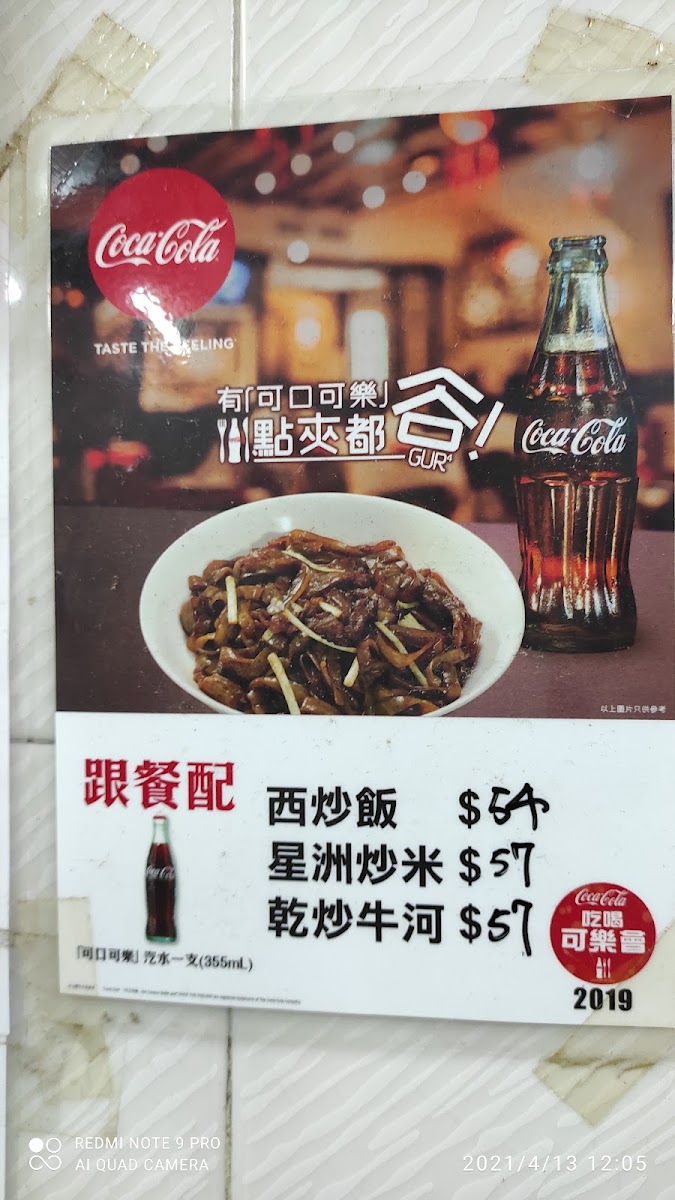 Coca-Cola
TASTE THE FEELING
有「可口可樂」
點夾都谷!
GUR⁴
Coca-Cola
以上圖片只供參考
跟餐配
西炒飯 $54
星洲炒米 $57
乾炒牛河 $57
Coca-Cola
「可口可樂」汽水一支(355mL)
Coca-Cola
吃喝
可樂會
2019
REDMI NOTE 9 PRO
AI QUAD CAMERA
2021/4/13 12:05